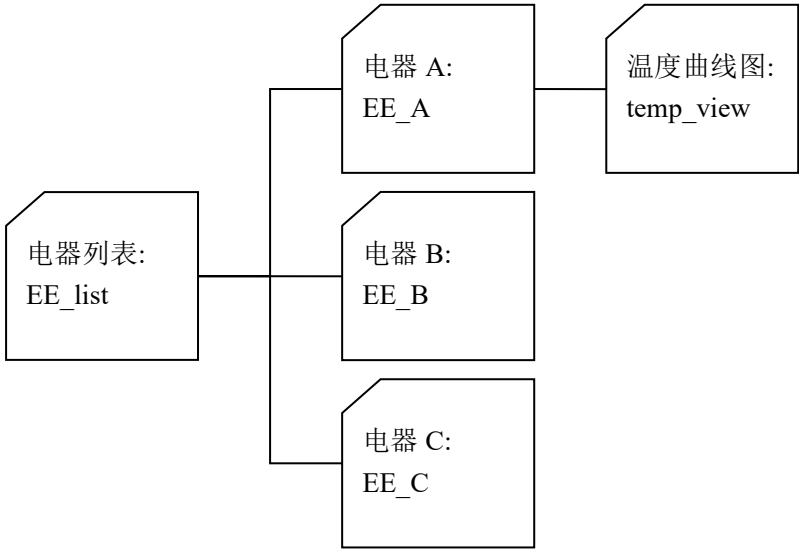 电器 A:
EE_A
温度曲线图:
temp_view
电器列表:
EE_list
电器 B:
EE_B
电器 C:
EE_C